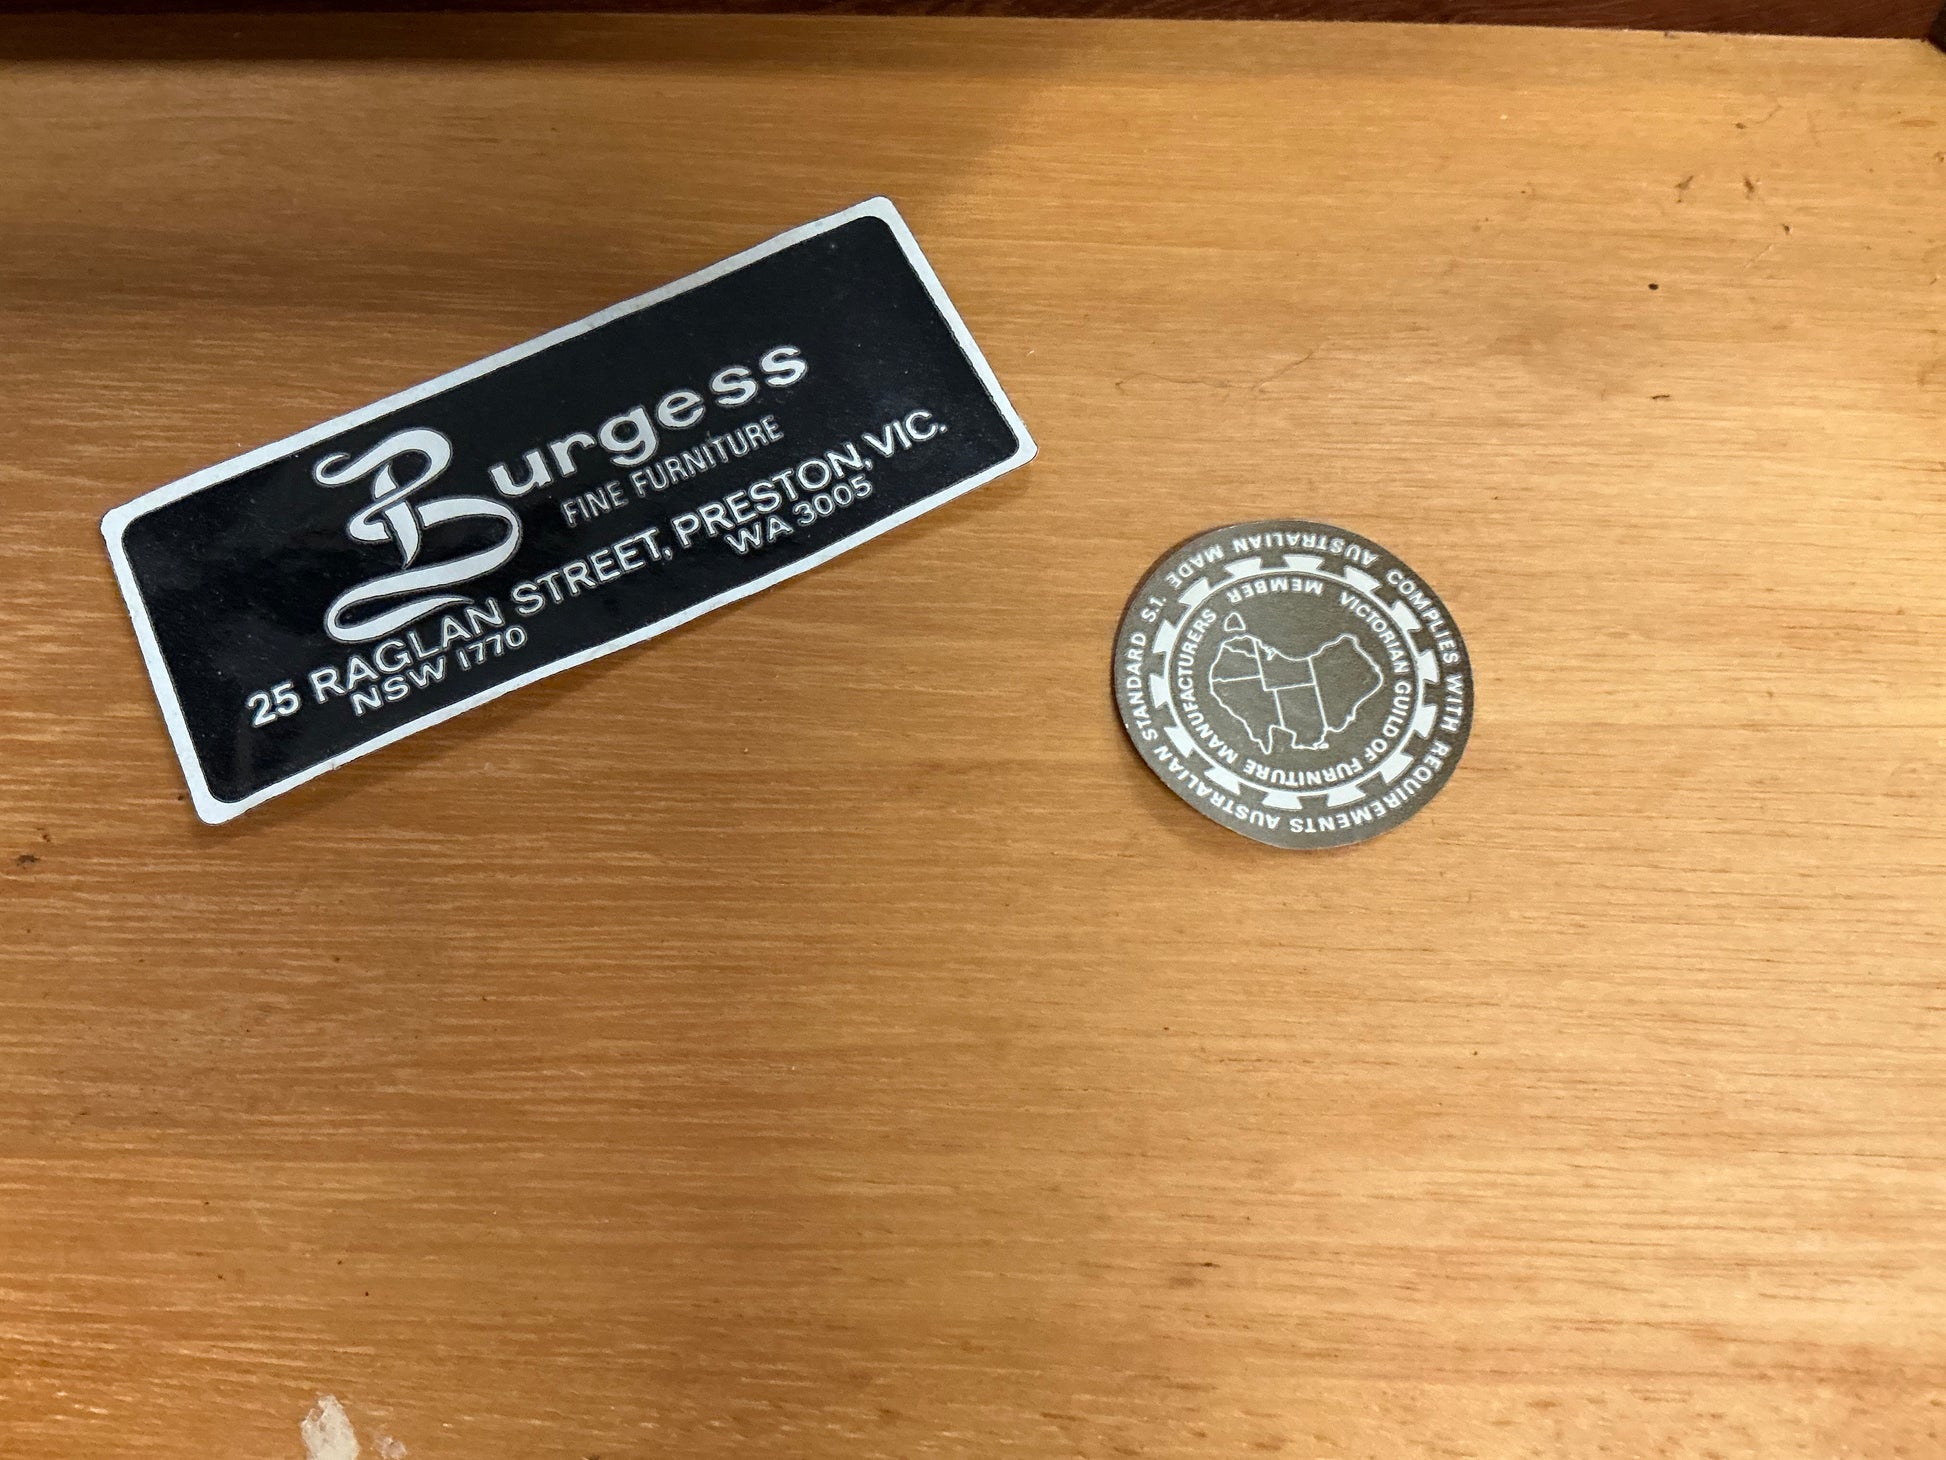 Burgess
FINE FURNITURE
25 RAGLAN STREET, PRESTON, VIC.
NSW 1770 WA 3005
AUSTRALIAN MADE COMPLIES WITH REQUIREMENTS AUSTRALIAN STANDARD S.1.
MEMBER VICTORIAN GUILD OF FURNITURE MANUFACTURERS